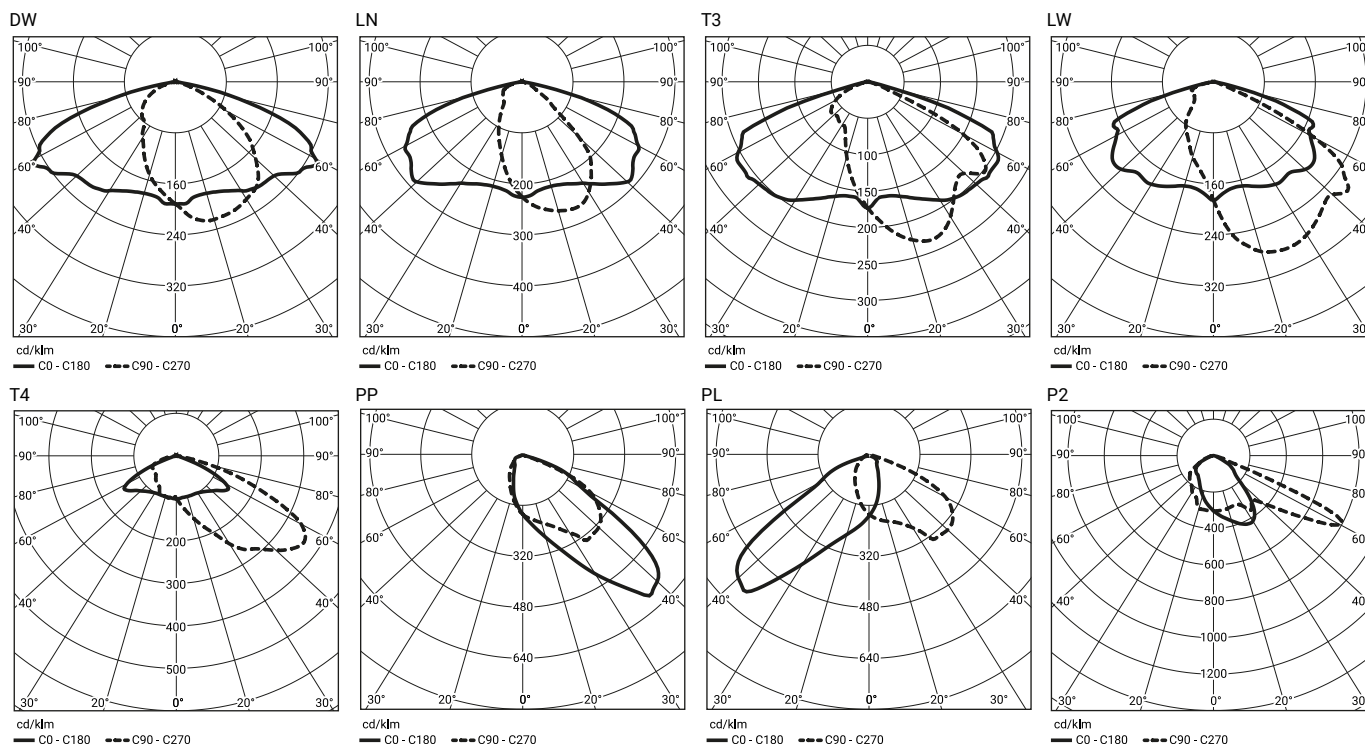 DW
100° 100°
90° 90°
80° 80°
60° 60°
160
40° 240 40°
320
30° 20° 0° 20° 30°
cd/klm
C0 - C180 C90 - C270
LN
100° 100°
90° 90°
80° 80°
60° 60°
200
40° 300 40°
400
30° 20° 0° 20° 30°
cd/klm
C0 - C180 C90 - C270
T3
100° 100°
90° 90°
80° 80°
100
60° 60°
150
40° 200 40°
250
300
30° 20° 0° 20° 30°
cd/klm
C0 - C180 C90 - C270
LW
100° 100°
90° 90°
80° 80°
60° 60°
160
40° 240 40°
320
30° 20° 0° 20° 30°
cd/klm
C0 - C180 C90 - C270
T4
100° 100°
90° 90°
80° 80°
60° 200 60°
300
40° 40°
400
500
30° 20° 0° 20° 30°
cd/klm
C0 - C180 C90 - C270
PP
100° 100°
90° 90°
80° 80°
60° 60°
320
40° 480 40°
640
30° 20° 0° 20° 30°
cd/klm
C0 - C180 C90 - C270
PL
100° 100°
90° 90°
80° 80°
60° 60°
320
40° 480 40°
640
30° 20° 0° 20° 30°
cd/klm
C0 - C180 C90 - C270
P2
100° 100°
90° 90°
80° 80°
400
60° 60°
600
40° 800 40°
1000
1200
30° 20° 0° 20° 30°
cd/klm
C0 - C180 C90 - C270